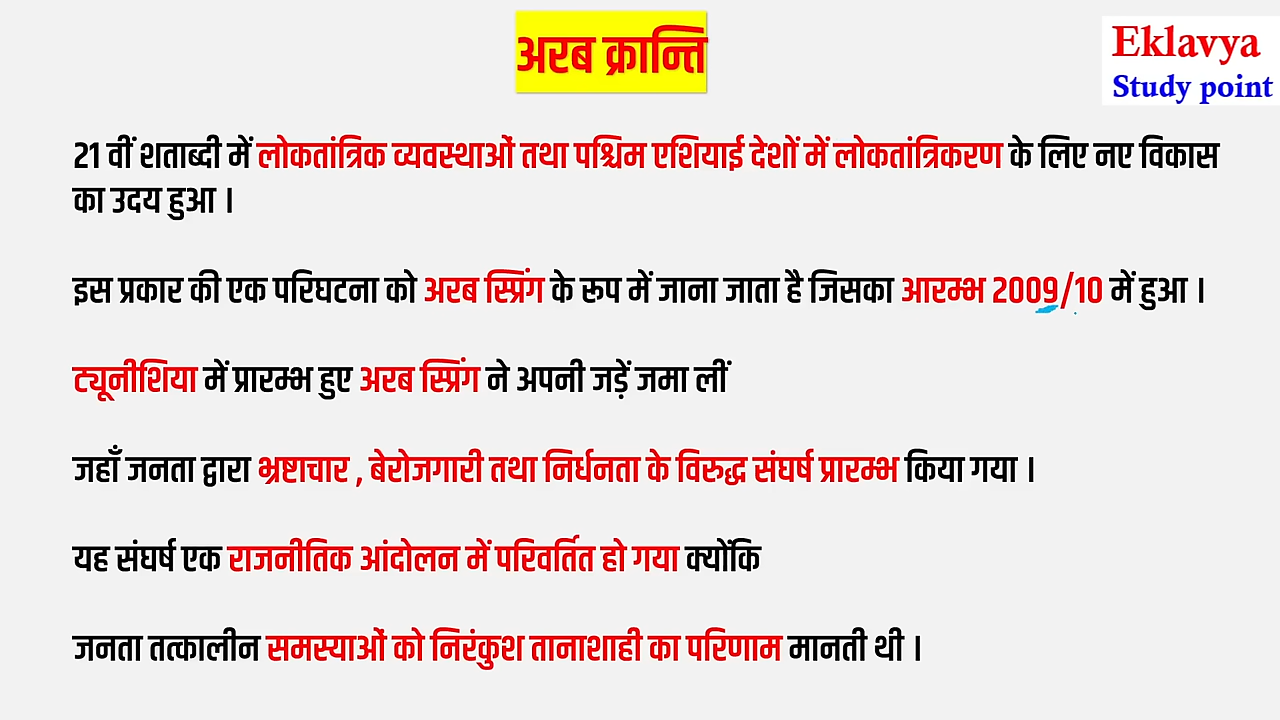 अरब क्रान्ति
Eklavya
Study point
21 वीं शताब्दी में लोकतांत्रिक व्यवस्थाओं तथा पश्चिम एशियाई देशों में लोकतांत्रिकरण के लिए नए विकास
का उदय हुआ ।
इस प्रकार की एक परिघटना को अरब स्प्रिंग के रूप में जाना जाता है जिसका आरम्भ 2009/10 में हुआ ।
ट्यूनीशिया में प्रारम्भ हुए अरब स्प्रिंग ने अपनी जड़ें जमा लीं
जहाँ जनता द्वारा भ्रष्टाचार , बेरोजगारी तथा निर्धनता के विरुद्ध संघर्ष प्रारम्भ किया गया ।
यह संघर्ष एक राजनीतिक आंदोलन में परिवर्तित हो गया क्योंकि
जनता तत्कालीन समस्याओं को निरंकुश तानाशाही का परिणाम मानती थी ।